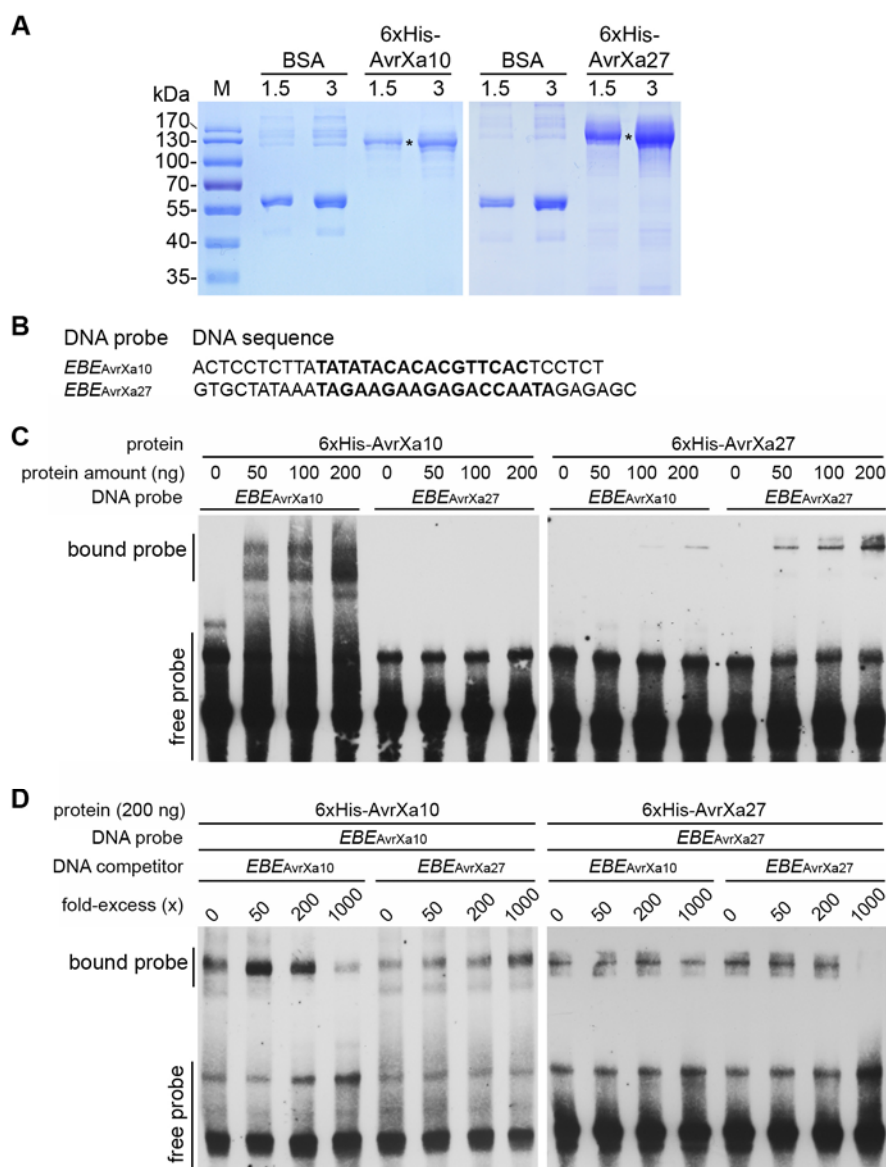 A
6xHis- 6xHis-
BSA AvrXa10 BSA AvrXa27
kDa M 1.5 3 1.5 3 1.5 3 1.5 3
170
130-
100-
70-
55-
40-
35-
* *
B
DNA probe DNA sequence
EBEAvrXa10 ACTCCTCTTATATATACACACGTTCACTCCTCT
EBEAvrXa27 GTGCTATAAATAGAAGAAGAGACCAATAGAGAGC
C
protein 6xHis-AvrXa10 6xHis-AvrXa27
protein amount (ng) 0 50 100 200 0 50 100 200 0 50 100 200 0 50 100 200
DNA probe EBEAvrXa10 EBEAvrXa27 EBEAvrXa10 EBEAvrXa27
bound probe
free probe
D
protein (200 ng) 6xHis-AvrXa10 6xHis-AvrXa27
DNA probe EBEAvrXa10 EBEAvrXa27
DNA competitor EBEAvrXa10 EBEAvrXa27 EBEAvrXa10 EBEAvrXa27
fold-excess (x) 0 50 200 1000 0 50 200 1000 0 50 200 1000 0 50 200 1000
bound probe
free probe